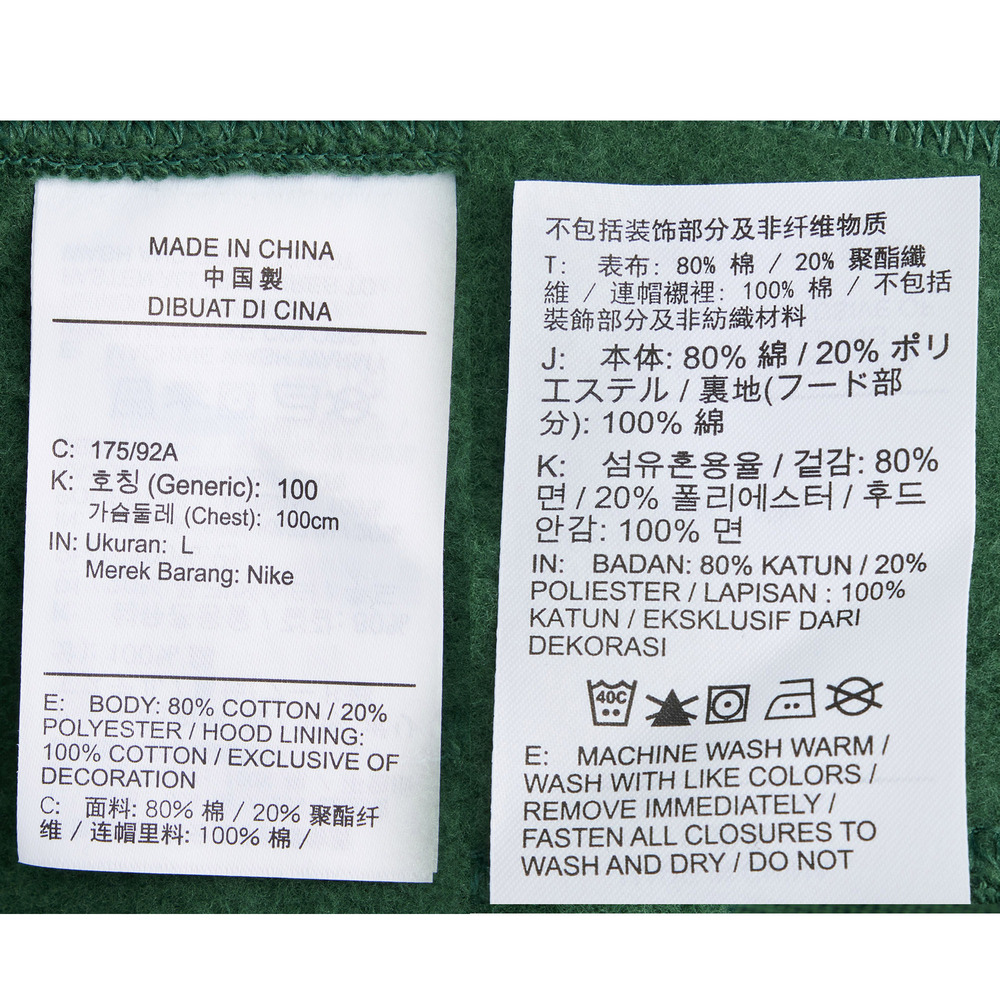 MADE IN CHINA
中国製
DIBUAT DI CINA
C: 175/92A
K: 호칭 (Generic): 100
가슴둘레 (Chest): 100cm
IN: Ukuran: L
Merek Barang: Nike
E: BODY: 80% COTTON / 20%
POLYESTER / HOOD LINING:
100% COTTON / EXCLUSIVE OF
DECORATION
C: 面料: 80% 棉 / 20% 聚酯纤
维 / 连帽里料: 100% 棉 /
不包括装饰部分及非纤维物质
T: 表布: 80% 棉 / 20% 聚酯纖
維 / 連帽襯裡: 100% 棉 / 不包括
裝飾部分及非紡織材料
J: 本体: 80% 綿 / 20% ポリ
エステル / 裏地(フード部
分): 100% 綿
K: 섬유혼용율 / 겉감: 80%
면 / 20% 폴리에스터 / 후드
안감: 100% 면
IN: BADAN: 80% KATUN / 20%
POLIESTER / LAPISAN : 100%
KATUN / EKSKLUSIF DARI
DEKORASI
40C
E: MACHINE WASH WARM /
WASH WITH LIKE COLORS /
REMOVE IMMEDIATELY /
FASTEN ALL CLOSURES TO
WASH AND DRY / DO NOT